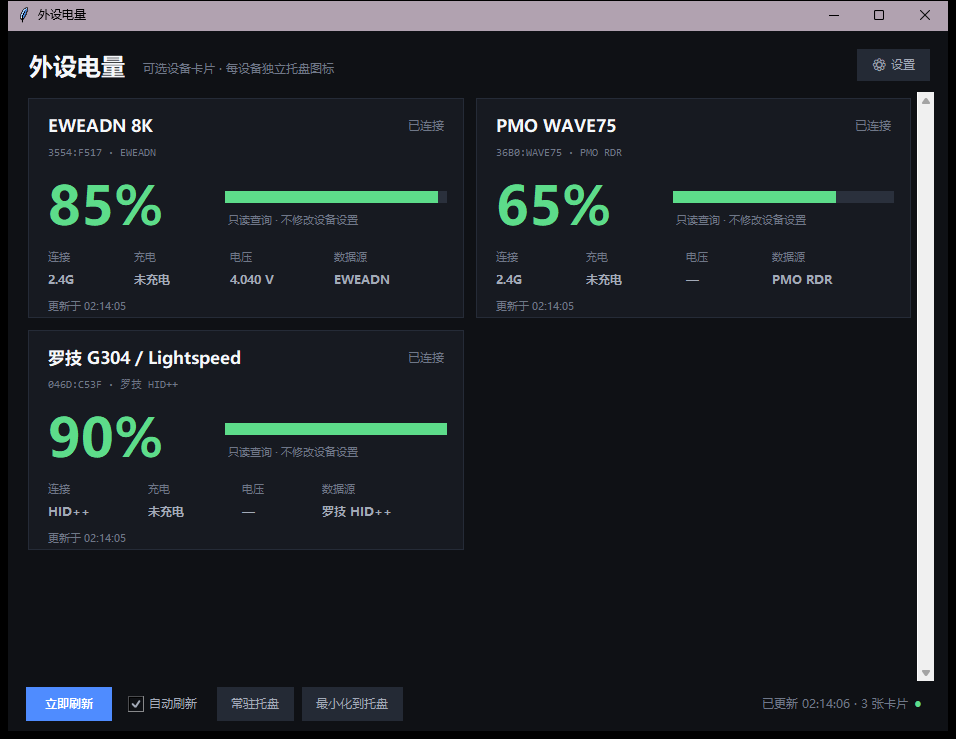 外设电量
外设电量 可选设备卡片 · 每设备独立托盘图标 设置
EWEADN 8K 已连接
3554:F517 · EWEADN
85%
只读查询 · 不修改设备设置
连接 充电 电压 数据源
2.4G 未充电 4.040 V EWEADN
更新于 02:14:05
PMO WAVE75 已连接
36B0:WAVE75 · PMO RDR
65%
只读查询 · 不修改设备设置
连接 充电 电压 数据源
2.4G 未充电 — PMO RDR
更新于 02:14:05
罗技 G304 / Lightspeed 已连接
046D:C53F · 罗技 HID++
90%
只读查询 · 不修改设备设置
连接 充电 电压 数据源
HID++ 未充电 — 罗技 HID++
更新于 02:14:05
立即刷新 自动刷新 常驻托盘 最小化到托盘 已更新 02:14:06 · 3 张卡片